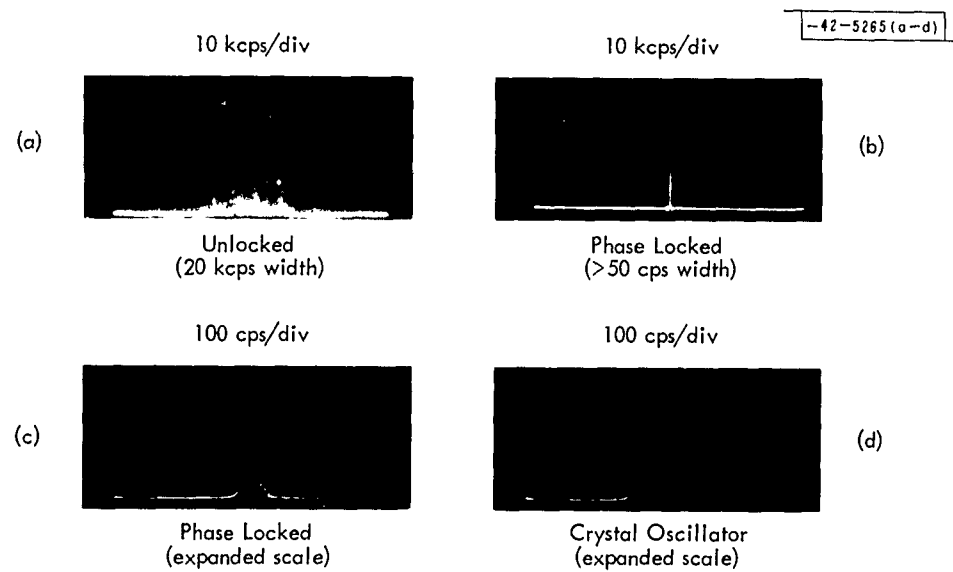 -42-5265(a-d)
10 kcps/div
10 kcps/div
(a)
(b)
Unlocked
(20 kcps width)
Phase Locked
(>50 cps width)
100 cps/div
100 cps/div
(c)
(d)
Phase Locked
(expanded scale)
Crystal Oscillator
(expanded scale)